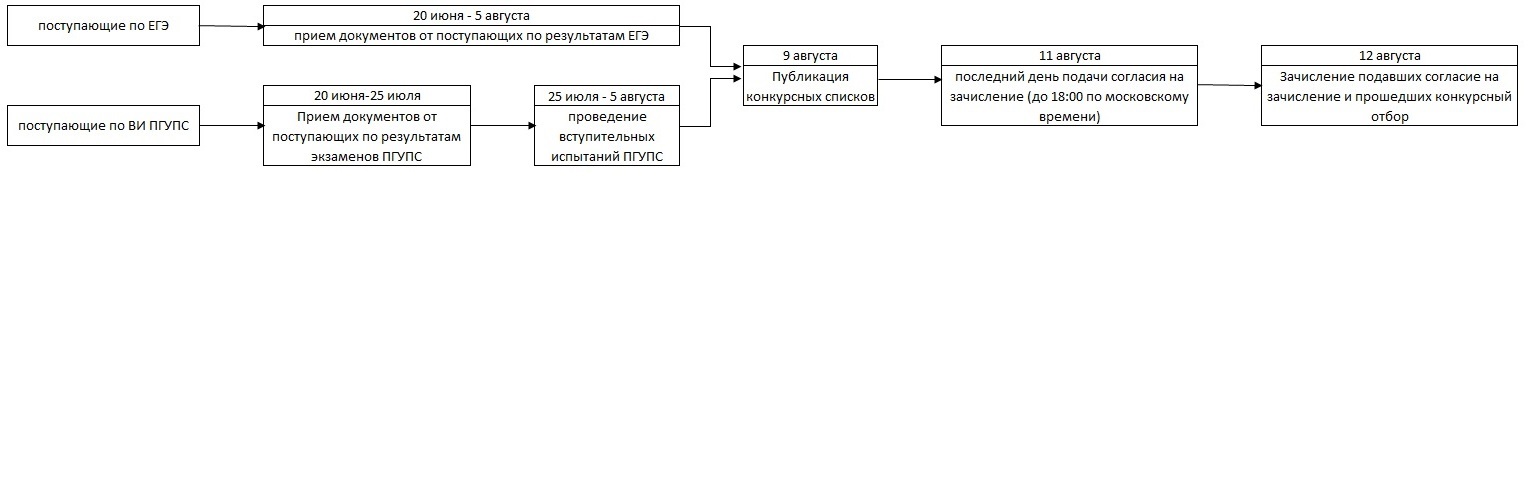 поступающие по ЕГЭ
20 июня - 5 августа
прием документов от поступающих по результатам ЕГЭ
поступающие по ВИ ПГУПС
20 июня-25 июля
Прием документов от
поступающих по результатам
экзаменов ПГУПС
25 июля - 5 августа
проведение
вступительных
испытаний ПГУПС
9 августа
Публикация
конкурсных списков
11 августа
последний день подачи согласия на
зачисление (до 18:00 по московскому
времени)
12 августа
Зачисление подавших согласие на
зачисление и прошедших конкурсный
отбор